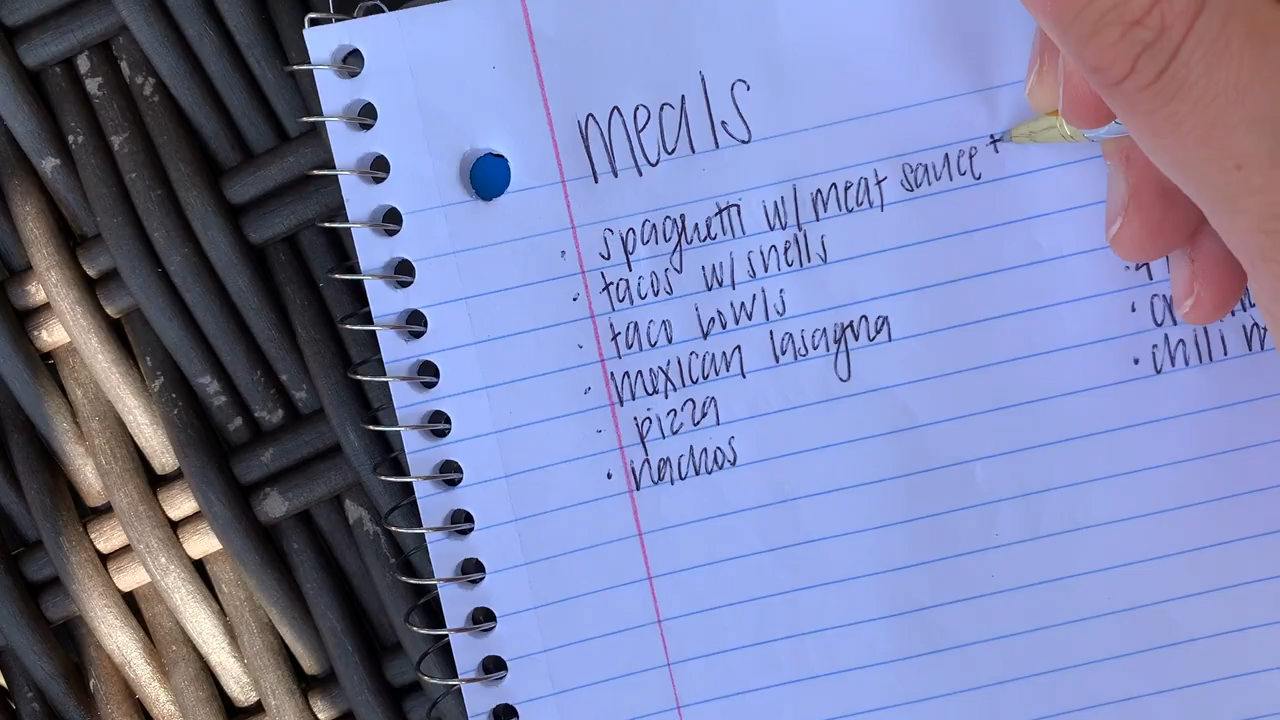 meals
· spaghetti w/ meat sauce +
· tacos w/ shells
· taco bowls
· mexican lasagna
· pizza
· nachos
· chili